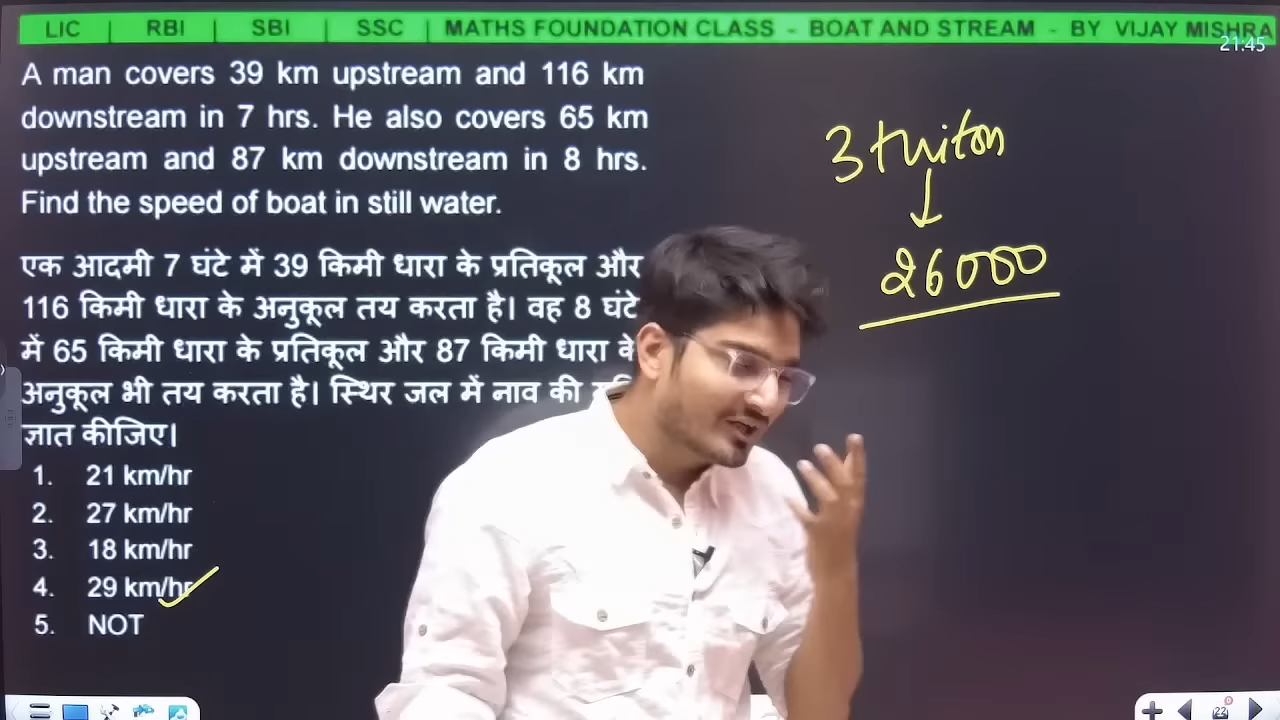 LIC | RBI | SBI | SSC | MATHS FOUNDATION CLASS - BOAT AND STREAM - BY VIJAY MISHRA
21:45
A man covers 39 km upstream and 116 km
downstream in 7 hrs. He also covers 65 km
upstream and 87 km downstream in 8 hrs.
Find the speed of boat in still water.
एक आदमी 7 घंटे में 39 किमी धारा के प्रतिकूल और
116 किमी धारा के अनुकूल तय करता है। वह 8 घंटे
में 65 किमी धारा के प्रतिकूल और 87 किमी धारा के
अनुकूल भी तय करता है। स्थिर जल में नाव की
ज्ञात कीजिए।
1. 21 km/hr
2. 27 km/hr
3. 18 km/hr
4. 29 km/hr
5. NOT
3 tuiton
26000